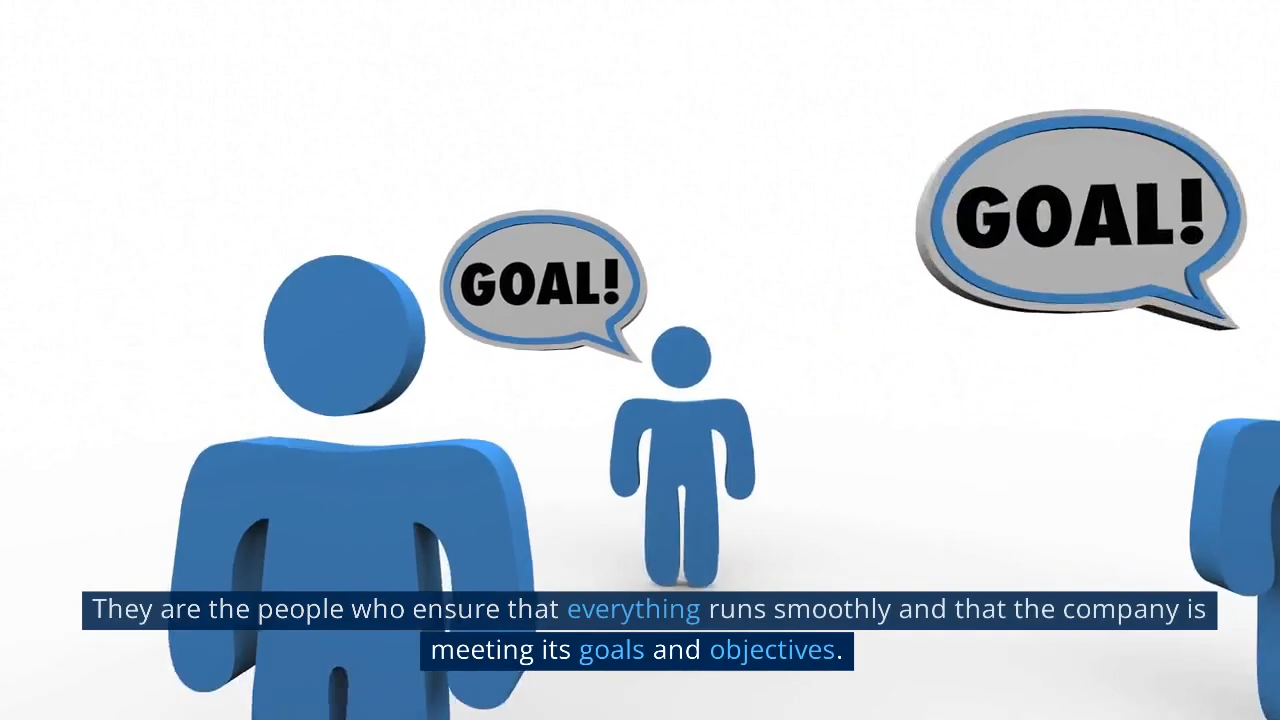 GOAL!
GOAL!
They are the people who ensure that everything runs smoothly and that the company is
meeting its goals and objectives.